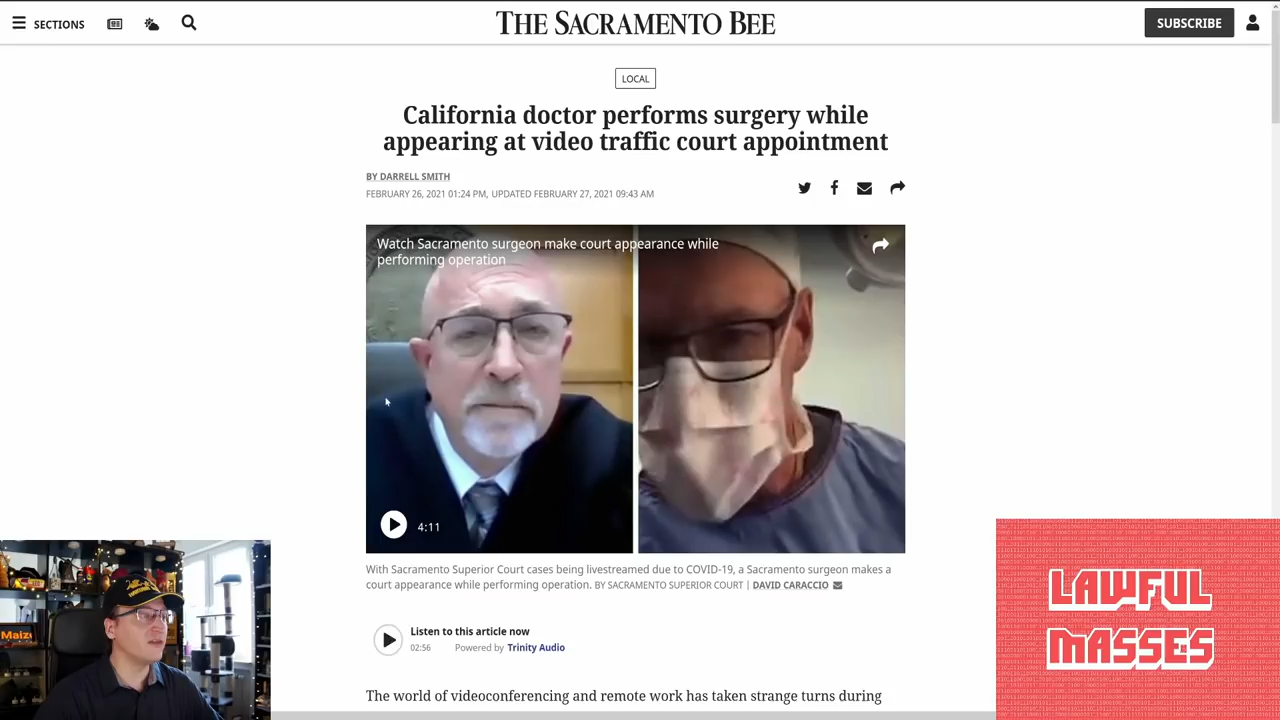 SECTIONS
THE SACRAMENTO BEE
SUBSCRIBE
LOCAL
California doctor performs surgery while
appearing at video traffic court appointment
BY DARRELL SMITH
FEBRUARY 26, 2021 01:24 PM, UPDATED FEBRUARY 27, 2021 09:43 AM
Watch Sacramento surgeon make court appearance while
performing operation
4:11
With Sacramento Superior Court cases being livestreamed due to COVID-19, a Sacramento surgeon makes a
court appearance while performing operation. BY SACRAMENTO SUPERIOR COURT | DAVID CARACCIO
Listen to this article now
02:56 Powered by Trinity Audio
The world of videoconferencing and remote work has taken strange turns during
LAWFUL
MASSES